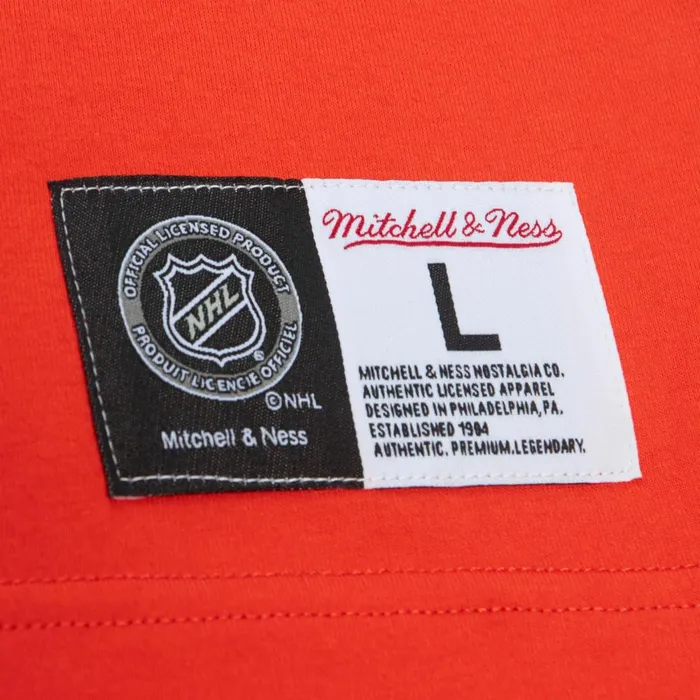 OFFICIAL LICENSED PRODUCT
NHL
®
PRODUIT LICENCIE OFFICIEL
©NHL
Mitchell & Ness
Mitchell & Ness
L
MITCHELL & NESS NOSTALGIA CO.
AUTHENTIC LICENSED APPAREL
DESIGNED IN PHILADELPHIA, PA.
ESTABLISHED 1904
AUTHENTIC. PREMIUM. LEGENDARY.